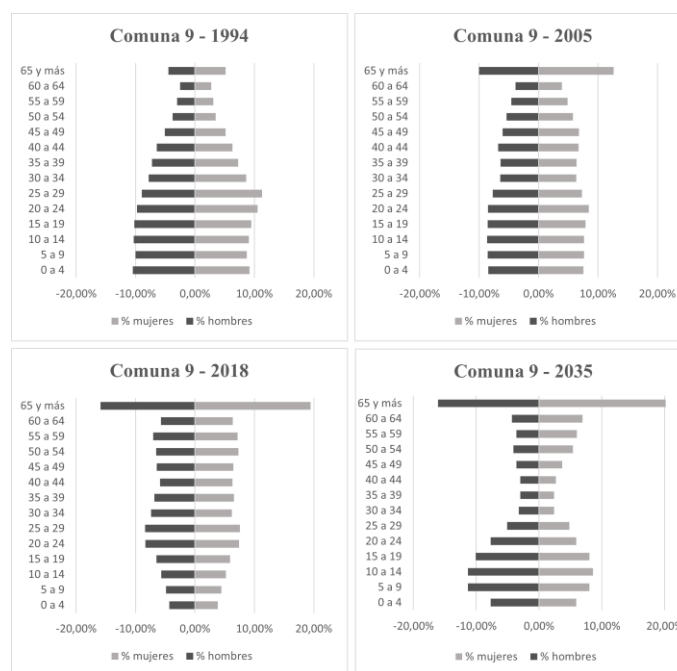 Comuna 9 - 1994
65 y más
60 a 64
55 a 59
50 a 54
45 a 49
40 a 44
35 a 39
30 a 34
25 a 29
20 a 24
15 a 19
10 a 14
5 a 9
0 a 4
-20,00% -10,00% 0,00% 10,00% 20,00%
% mujeres % hombres
Comuna 9 - 2005
65 y más
60 a 64
55 a 59
50 a 54
45 a 49
40 a 44
35 a 39
30 a 34
25 a 29
20 a 24
15 a 19
10 a 14
5 a 9
0 a 4
-20,00% -10,00% 0,00% 10,00% 20,00%
% mujeres % hombres
Comuna 9 - 2018
65 y más
60 a 64
55 a 59
50 a 54
45 a 49
40 a 44
35 a 39
30 a 34
25 a 29
20 a 24
15 a 19
10 a 14
5 a 9
0 a 4
-20,00% -10,00% 0,00% 10,00% 20,00%
% mujeres % hombres
Comuna 9 - 2035
65 y más
60 a 64
55 a 59
50 a 54
45 a 49
40 a 44
35 a 39
30 a 34
25 a 29
20 a 24
15 a 19
10 a 14
5 a 9
0 a 4
-20,00% -10,00% 0,00% 10,00% 20,00%
% mujeres % hombres